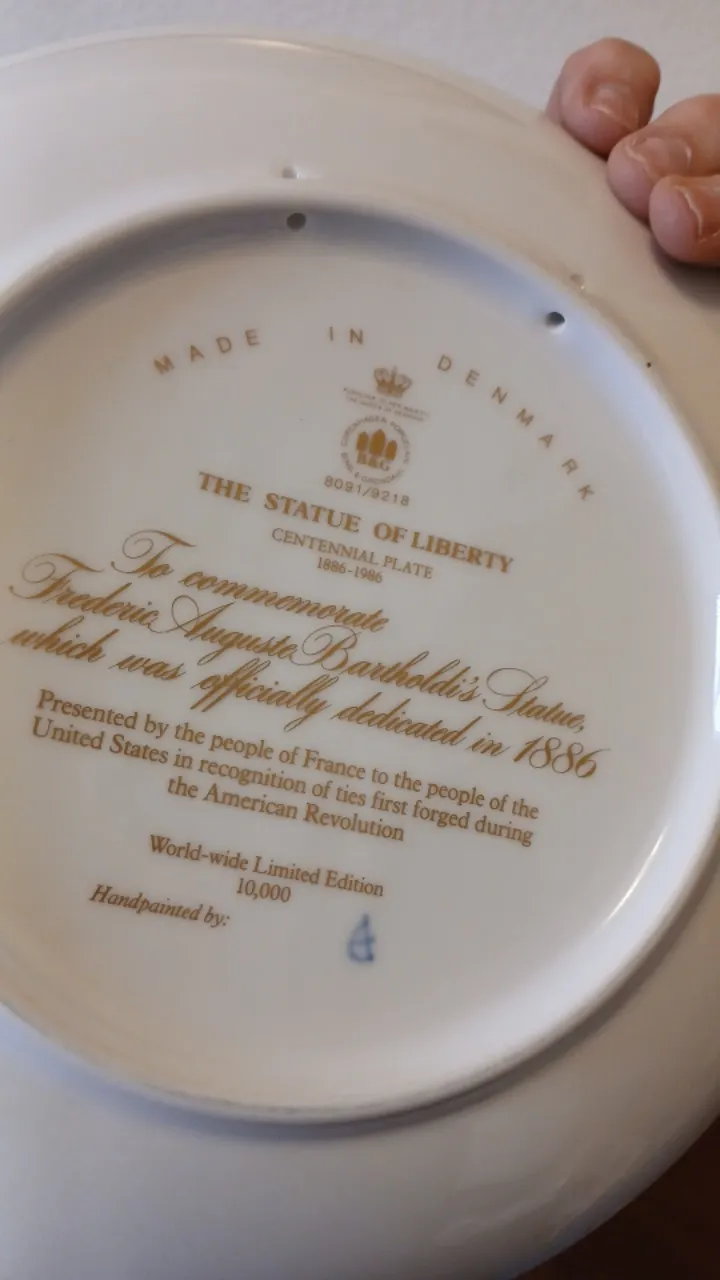 MADE IN DENMARK
B&G
8091/9218
THE STATUE OF LIBERTY
CENTENNIAL PLATE
1886-1986
To commemorate
Frederic Auguste Bartholdi's Statue,
which was officially dedicated in 1886
Presented by the people of France to the people of the
United States in recognition of ties first forged during
the American Revolution
World-wide Limited Edition
10,000
Handpainted by: